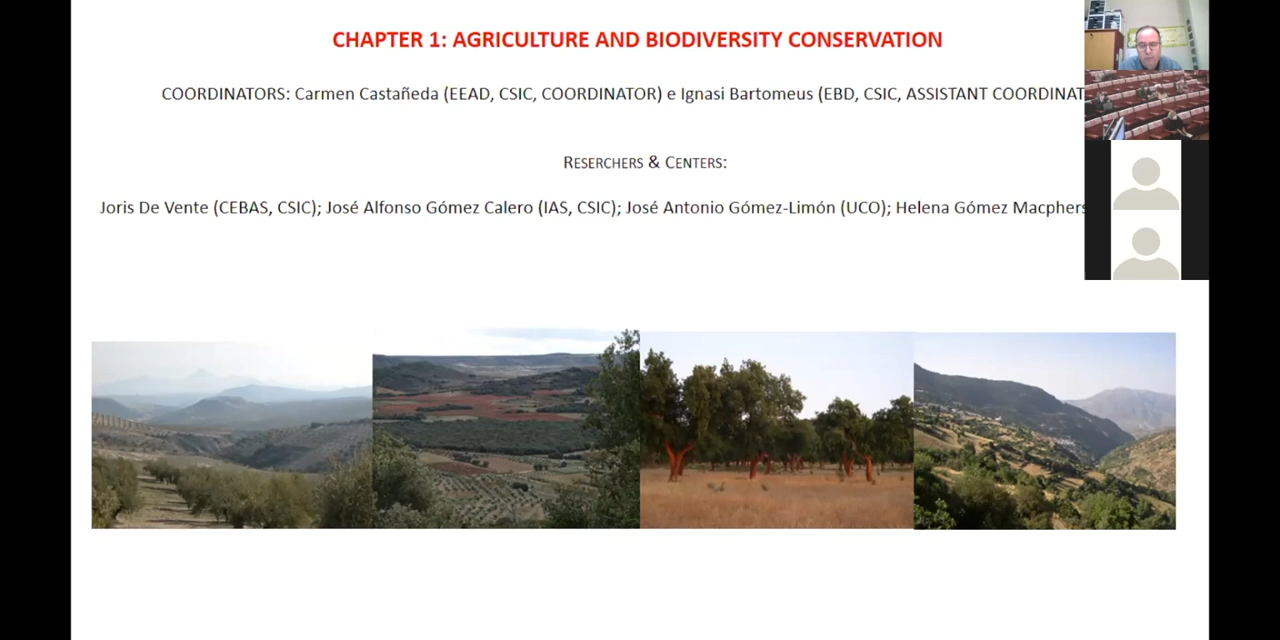 CHAPTER 1: AGRICULTURE AND BIODIVERSITY CONSERVATION
COORDINATORS: Carmen Castañeda (EEAD, CSIC, COORDINATOR) e Ignasi Bartomeus (EBD, CSIC, ASSISTANT COORDINAT
RESERCHERS & CENTERS:
Joris De Vente (CEBAS, CSIC); José Alfonso Gómez Calero (IAS, CSIC); José Antonio Gómez-Limón (UCO); Helena Gómez Macphers